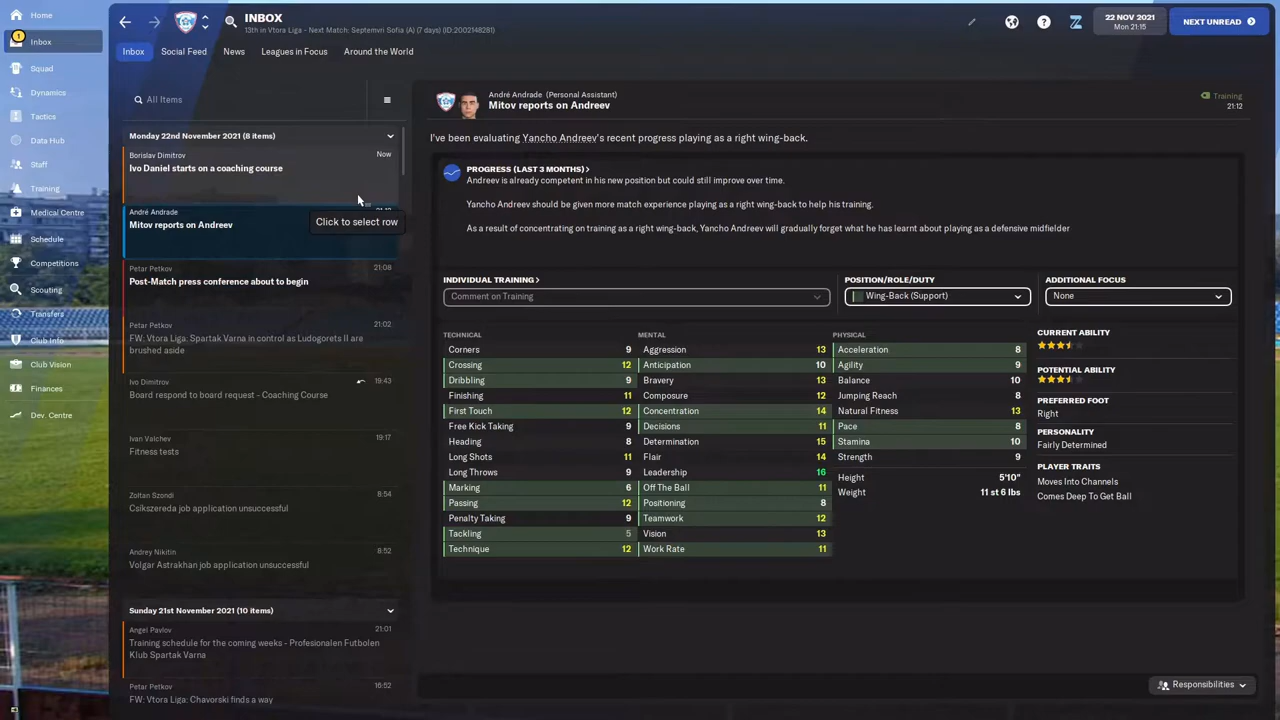 Home
1
Inbox
Squad
Dynamics
Tactics
Data Hub
Staff
Training
Medical Centre
Schedule
Competitions
Scouting
Transfers
Club Info
Club Vision
Finances
Dev. Centre
INBOX
13th in Vtora Liga - Next Match: Septemvri Sofia (A) (7 days) (ID:2002148281)
22 NOV 2021
Mon 21:15
NEXT UNREAD
Inbox
Social Feed
News
Leagues in Focus
Around the World
All Items
Monday 22nd November 2021 (8 items)
Borislav Dimitrov
Now
Ivo Daniel starts on a coaching course
André Andrade
Mitov reports on Andreev
Click to select row
Petar Petkov
21:08
Post-Match press conference about to begin
Petar Petkov
21:02
FW: Vtora Liga: Spartak Varna in control as Ludogorets II are
brushed aside
Ivo Dimitrov
19:43
Board respond to board request - Coaching Course
Ivan Valchev
19:17
Fitness tests
Zoltan Szondi
8:54
Csíkszereda job application unsuccessful
Andrey Nikitin
8:52
Volgar Astrakhan job application unsuccessful
Sunday 21st November 2021 (10 items)
Angel Pavlov
21:01
Training schedule for the coming weeks - Profesionalen Futbolen
Klub Spartak Varna
Petar Petkov
16:52
FW: Vtora Liga: Chavorski finds a way
André Andrade (Personal Assistant)
Mitov reports on Andreev
Training
21:12
I've been evaluating Yancho Andreev's recent progress playing as a right wing-back.
PROGRESS (LAST 3 MONTHS)
Andreev is already competent in his new position but could still improve over time.
Yancho Andreev should be given more match experience playing as a right wing-back to help his training.
As a result of concentrating on training as a right wing-back, Yancho Andreev will gradually forget what he has learnt about playing as a defensive midfielder
INDIVIDUAL TRAINING
Comment on Training
POSITION/ROLE/DUTY
Wing-Back (Support)
ADDITIONAL FOCUS
None
TECHNICAL
Corners 9
Crossing 12
Dribbling 9
Finishing 11
First Touch 12
Free Kick Taking 9
Heading 8
Long Shots 11
Long Throws 9
Marking 6
Passing 12
Penalty Taking 9
Tackling 5
Technique 12
MENTAL
Aggression 13
Anticipation 10
Bravery 13
Composure 12
Concentration 14
Decisions 11
Determination 15
Flair 14
Leadership 16
Off The Ball 11
Positioning 8
Teamwork 12
Vision 13
Work Rate 11
PHYSICAL
Acceleration 8
Agility 9
Balance 10
Jumping Reach 8
Natural Fitness 13
Pace 8
Stamina 10
Strength 9
Height 5'10"
Weight 11 st 6 lbs
CURRENT ABILITY
POTENTIAL ABILITY
PREFERRED FOOT
Right
PERSONALITY
Fairly Determined
PLAYER TRAITS
Moves Into Channels
Comes Deep To Get Ball
Responsibilities